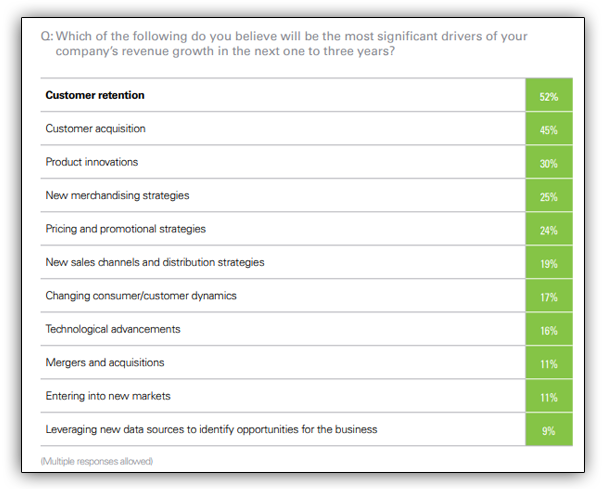 Q: Which of the following do you believe will be the most significant drivers of your
company's revenue growth in the next one to three years?
Customer retention 52%
Customer acquisition 45%
Product innovations 30%
New merchandising strategies 25%
Pricing and promotional strategies 24%
New sales channels and distribution strategies 19%
Changing consumer/customer dynamics 17%
Technological advancements 16%
Mergers and acquisitions 11%
Entering into new markets 11%
Leveraging new data sources to identify opportunities for the business 9%
(Multiple responses allowed)